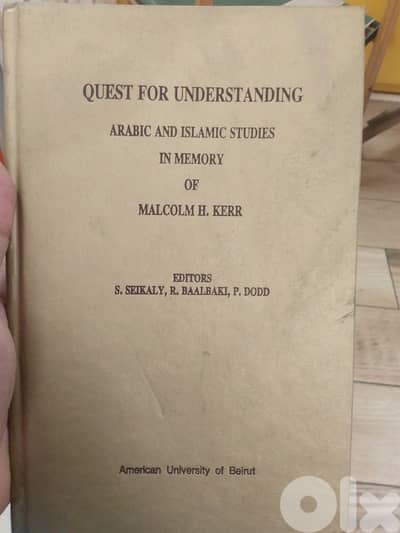 QUEST FOR UNDERSTANDING
ARABIC AND ISLAMIC STUDIES
IN MEMORY
OF
MALCOLM H. KERR
EDITORS
S. SEIKALY, R. BAALBAKI, P. DODD
American University of Beirut
olx